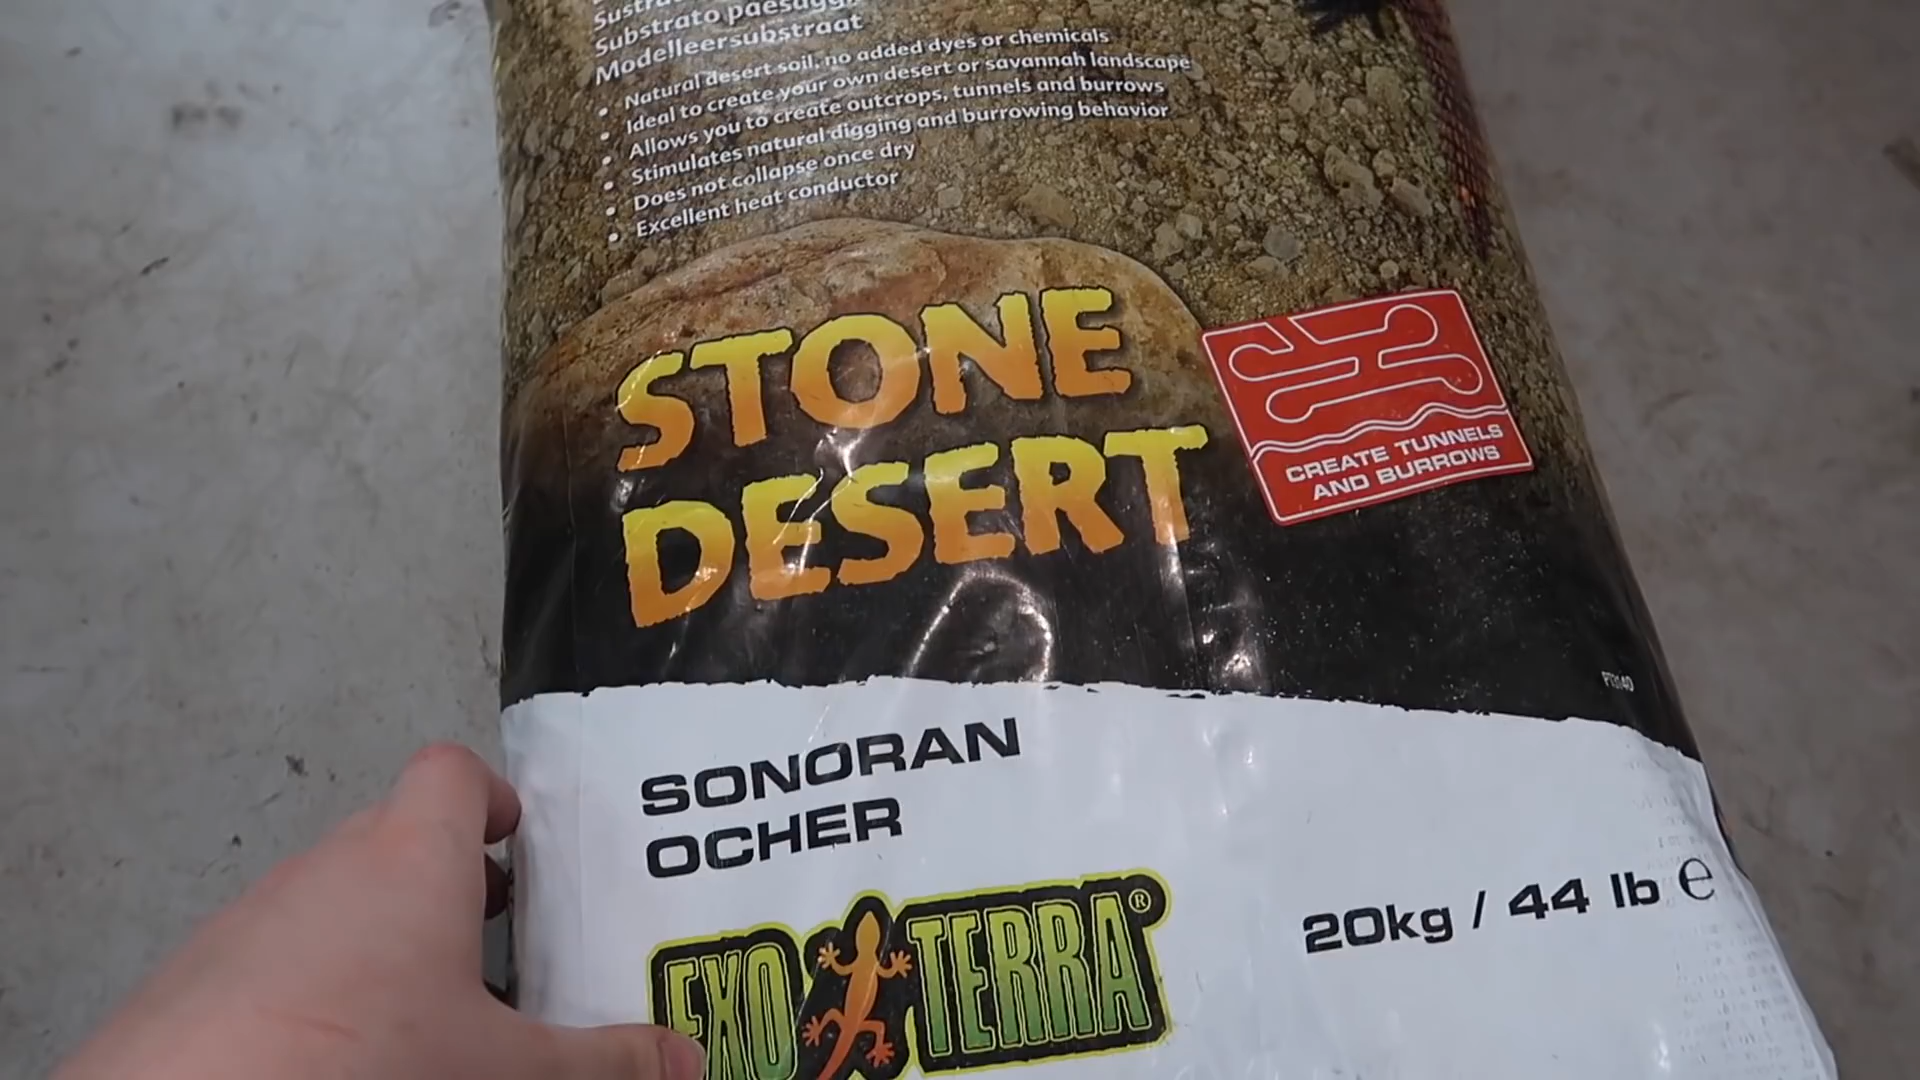 Substrato
Modelleersubstraat
• Natural desert soil, no added dyes or chemicals
• Ideal to create your own desert or savannah landscape
• Allows you to create outcrops, tunnels and burrows
• Stimulates natural digging and burrowing behavior
• Does not collapse once dry
• Excellent heat conductor
STONE
DESERT
CREATE TUNNELS
AND BURROWS
SONORAN
OCHER
20kg / 44 lb e
EXO TERRA®